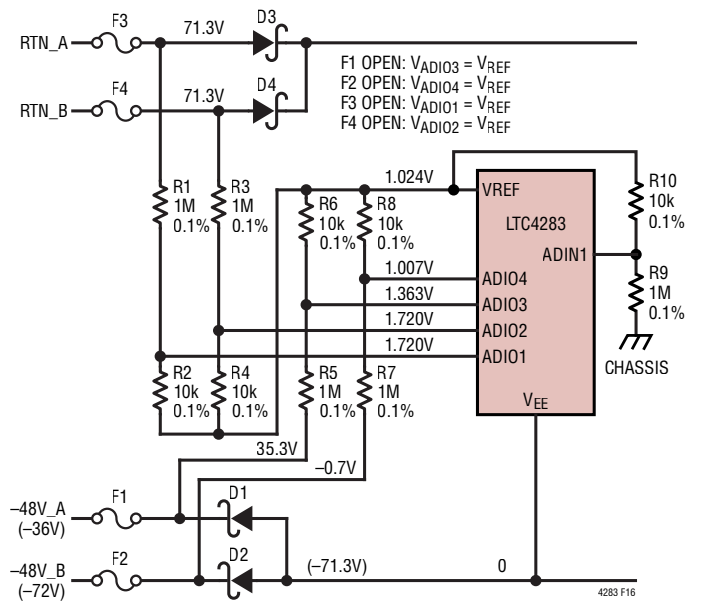 F3
71.3V
D3
RTN_A
F4
71.3V
D4
RTN_B
F1 OPEN: VADIO3 = VREF
F2 OPEN: VADIO4 = VREF
F3 OPEN: VADIO1 = VREF
F4 OPEN: VADIO2 = VREF
R1
1M
0.1%
R3
1M
0.1%
R6
10k
0.1%
R8
10k
0.1%
1.024V
VREF
LTC4283
ADIN1
R10
10k
0.1%
1.007V
ADIO4
1.363V
ADIO3
1.720V
ADIO2
1.720V
ADIO1
R9
1M
0.1%
CHASSIS
R2
10k
0.1%
R4
10k
0.1%
R5
1M
0.1%
R7
1M
0.1%
VEE
35.3V
–0.7V
–48V_A
(–36V)
F1
D1
–48V_B
(–72V)
F2
D2
(–71.3V)
0
4283 F16